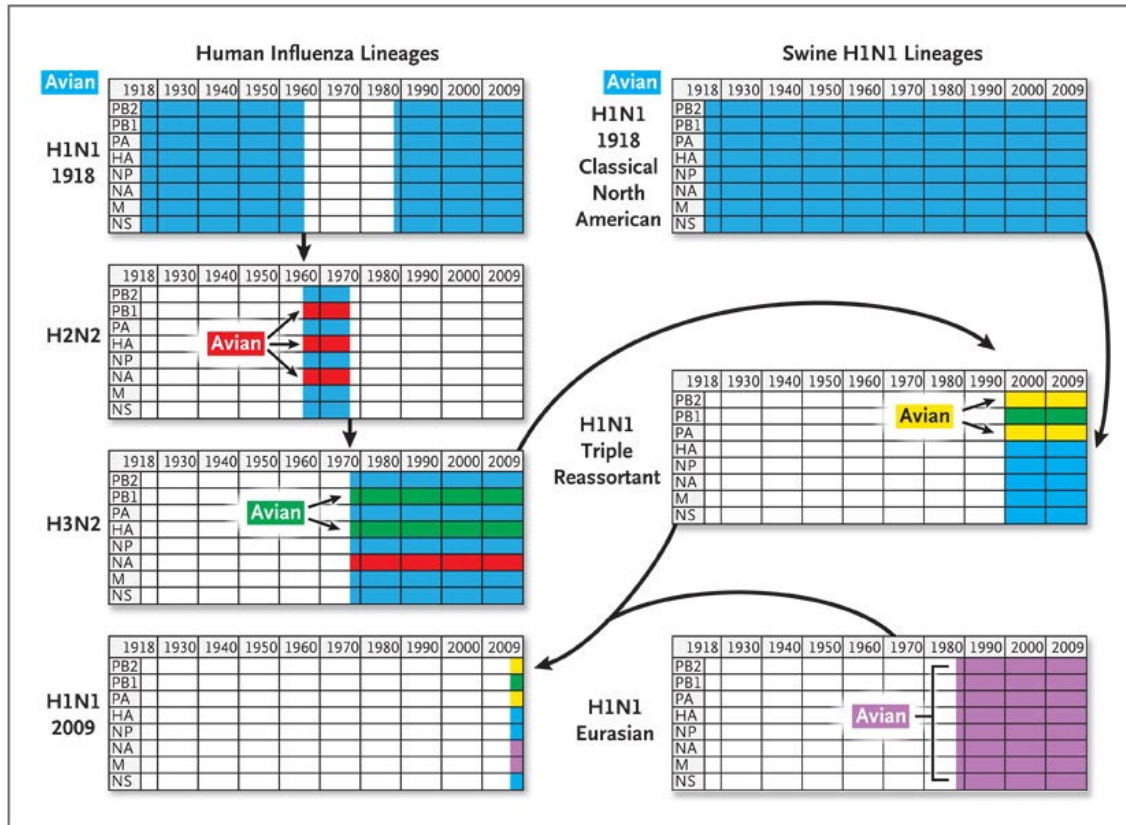 Human Influenza Lineages
Avian
1918 1930 1940 1950 1960 1970 1980 1990 2000 2009
H1N1
1918
PB2
PB1
PA
HA
NP
NA
M
NS
1918 1930 1940 1950 1960 1970 1980 1990 2000 2009
H2N2
PB2
PB1
PA
HA
NP
NA
M
NS
Avian
1918 1930 1940 1950 1960 1970 1980 1990 2000 2009
H3N2
PB2
PB1
PA
HA
NP
NA
M
NS
Avian
1918 1930 1940 1950 1960 1970 1980 1990 2000 2009
H1N1
2009
PB2
PB1
PA
HA
NP
NA
M
NS
Swine H1N1 Lineages
Avian
H1N1
1918
Classical
North
American
1918 1930 1940 1950 1960 1970 1980 1990 2000 2009
PB2
PB1
PA
HA
NP
NA
M
NS
H1N1
Triple
Reassortant
1918 1930 1940 1950 1960 1970 1980 1990 2000 2009
PB2
PB1
PA
HA
NP
NA
M
NS
Avian
H1N1
Eurasian
1918 1930 1940 1950 1960 1970 1980 1990 2000 2009
PB2
PB1
PA
HA
NP
NA
M
NS
Avian